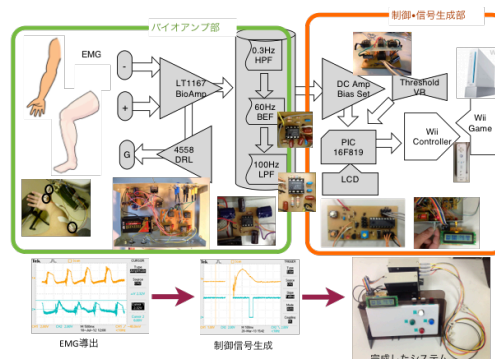 バイオアンプ部
制御•信号生成部
EMG
-
+
G
LT1167
BioAmp
4558
DRL
0.3Hz
HPF
60Hz
BEF
100Hz
LPF
DC Amp
Bias Set
Threshold
VR
PIC
16F819
LCD
Wii
Controller
Wii
Game
EMG導出
制御信号生成
完成したシステム